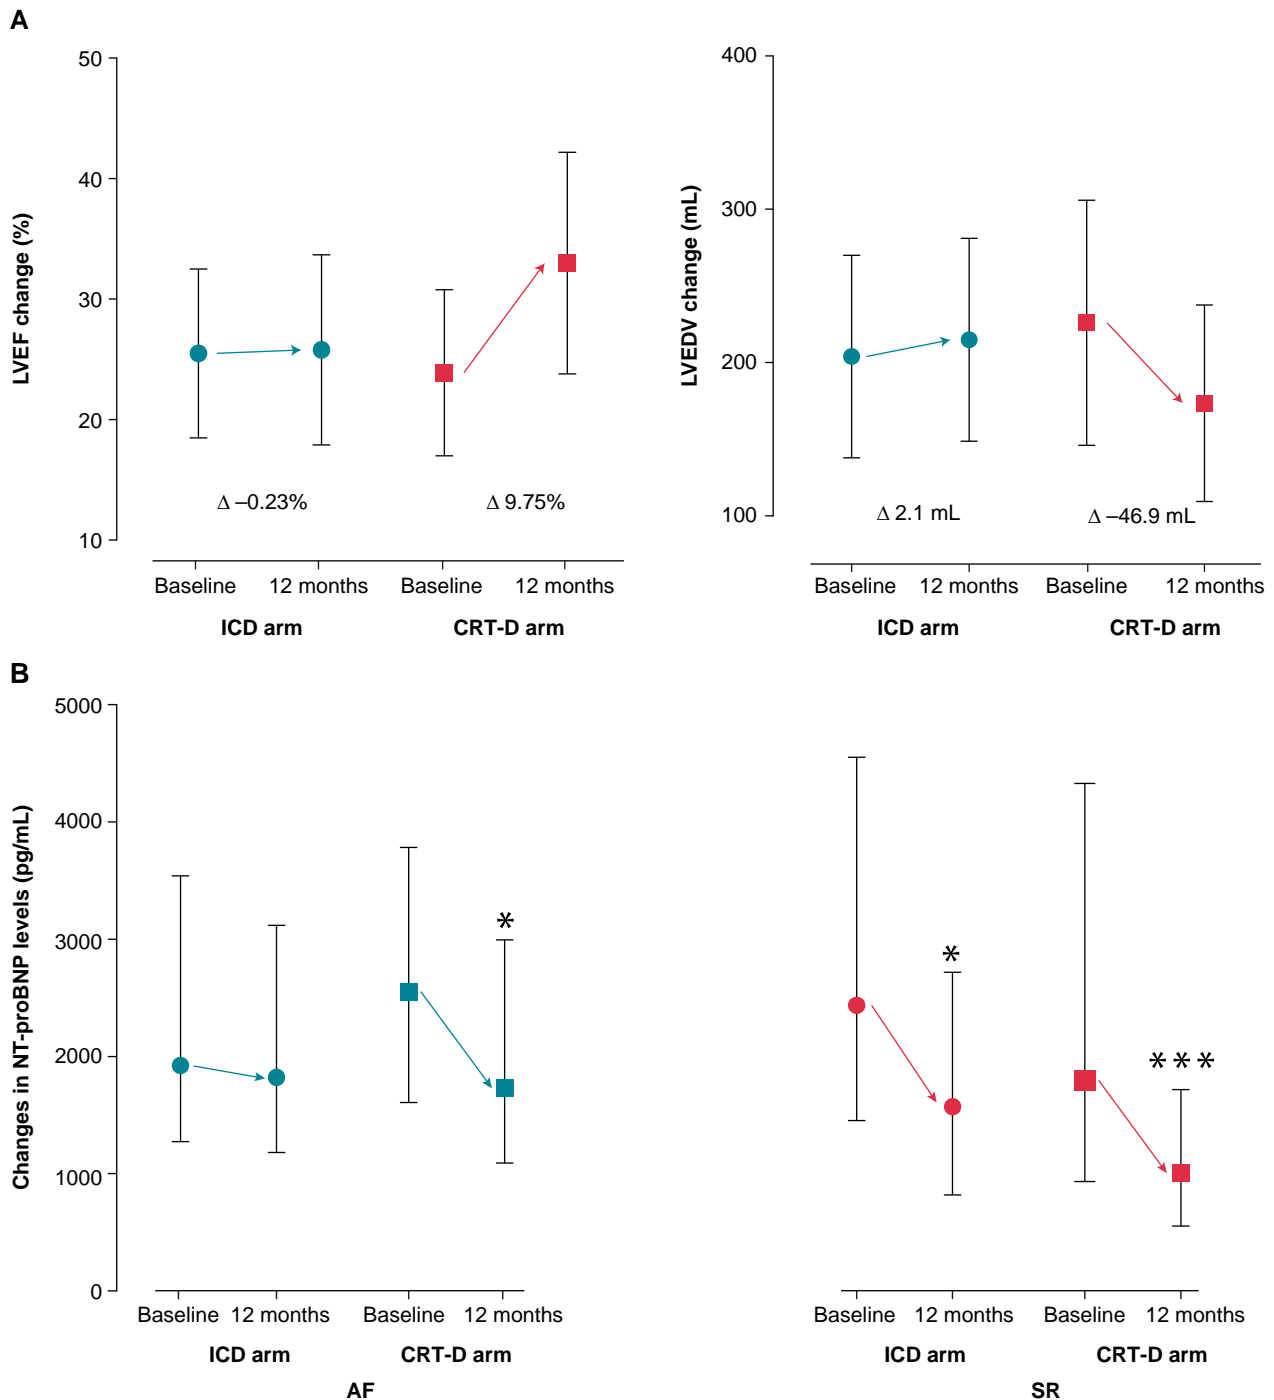 A
LVEF change (%)
50
40
30
20
10
Δ –0.23%
Δ 9.75%
Baseline 12 months Baseline 12 months
ICD arm CRT-D arm
LVEDV change (mL)
400
300
200
100
Δ 2.1 mL
Δ –46.9 mL
Baseline 12 months Baseline 12 months
ICD arm CRT-D arm
B
Changes in NT-proBNP levels (pg/mL)
5000
4000
3000
2000
1000
0
*
Baseline 12 months Baseline 12 months
ICD arm CRT-D arm
AF
*
***
Baseline 12 months Baseline 12 months
ICD arm CRT-D arm
SR